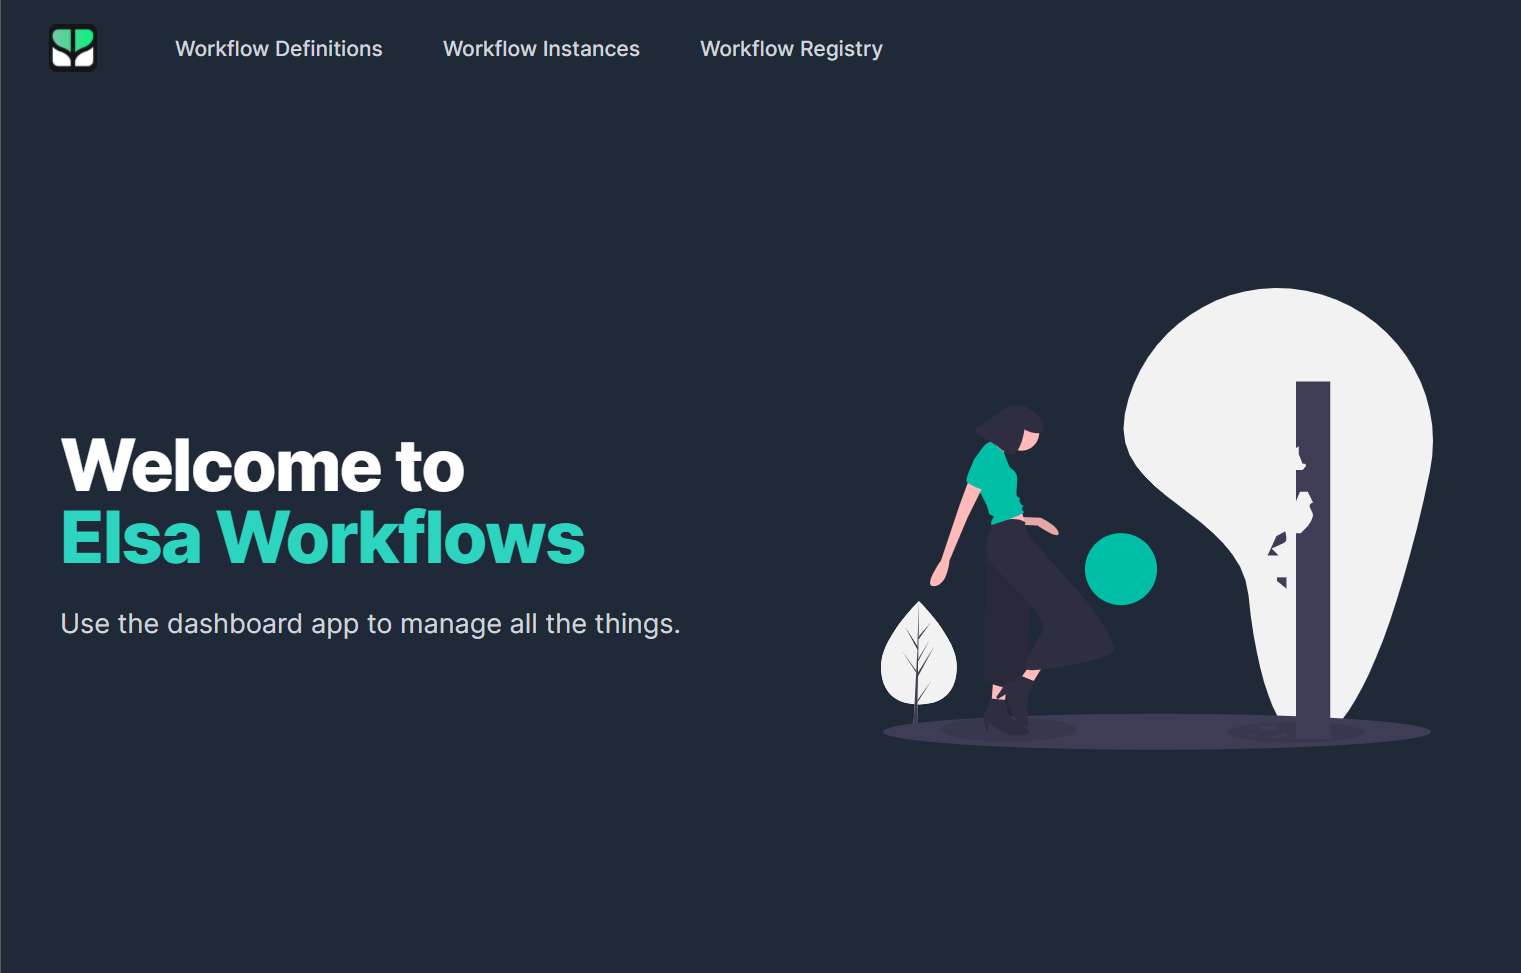 Workflow Definitions Workflow Instances Workflow Registry
Welcome to
Elsa Workflows
Use the dashboard app to manage all the things.